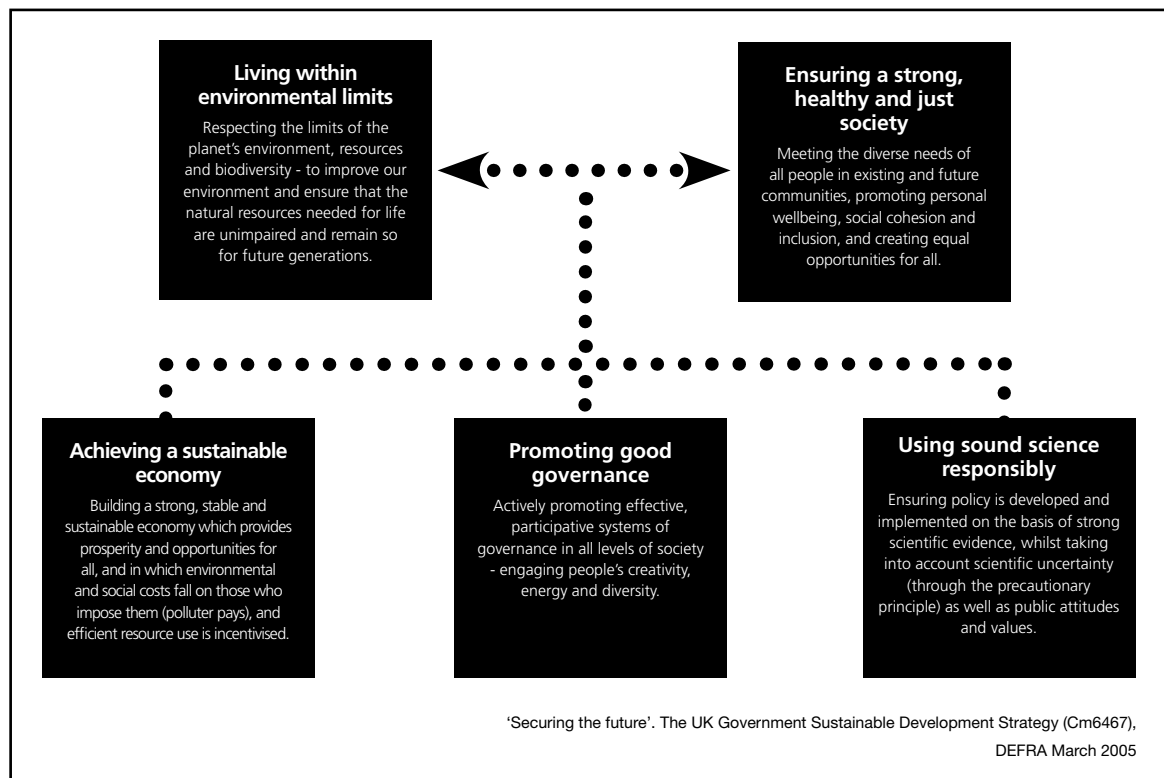 Living within
environmental limits
Respecting the limits of the
planet's environment, resources
and biodiversity - to improve our
environment and ensure that the
natural resources needed for life
are unimpaired and remain so
for future generations.
Ensuring a strong,
healthy and just
society
Meeting the diverse needs of
all people in existing and future
communities, promoting personal
wellbeing, social cohesion and
inclusion, and creating equal
opportunities for all.
Achieving a sustainable
economy
Building a strong, stable and
sustainable economy which provides
prosperity and opportunities for
all, and in which environmental
and social costs fall on those who
impose them (polluter pays), and
efficient resource use is incentivised.
Promoting good
governance
Actively promoting effective,
participative systems of
governance in all levels of society
- engaging people's creativity,
energy and diversity.
Using sound science
responsibly
Ensuring policy is developed and
implemented on the basis of strong
scientific evidence, whilst taking
into account scientific uncertainty
(through the precautionary
principle) as well as public attitudes
and values.
'Securing the future'. The UK Government Sustainable Development Strategy (Cm6467),
DEFRA March 2005